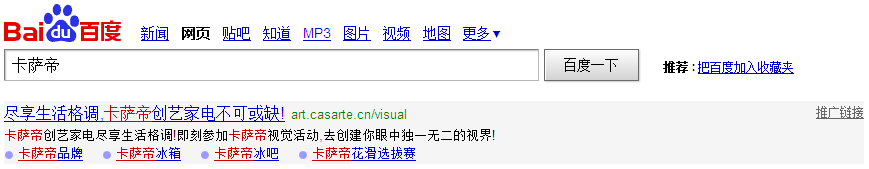 Bai du 百度 新闻 网页 贴吧 知道 MP3 图片 视频 地图 更多▼
卡萨帝 百度一下 推荐 : 把百度加入收藏夹
尽享生活格调,卡萨帝创艺家电不可或缺! art.casarte.cn/visual 推广链接
卡萨帝创艺家电尽享生活格调!即刻参加卡萨帝视觉活动,去创建你眼中独一无二的视界!
卡萨帝品牌 卡萨帝冰箱 卡萨帝冰吧 卡萨帝花滑选拔赛